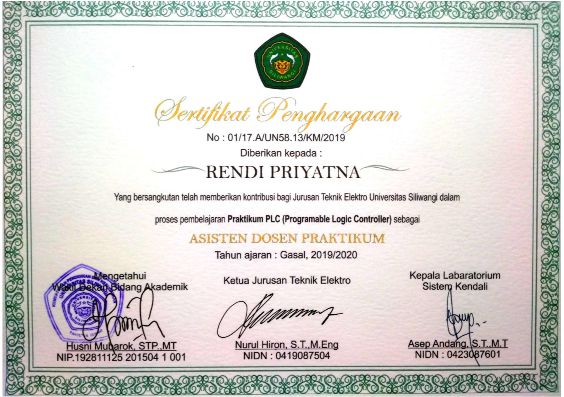 UNIVERSITAS
SILIWANGI
Sertifikat Penghargaan
No : 01/17.A/UN58.13/KM/2019
Diberikan kepada :
RENDI PRIYATNA
Yang bersangkutan telah memberikan kontribusi bagi Jurusan Teknik Elektro Universitas Siliwangi dalam
proses pembelajaran Praktikum PLC (Programable Logic Controller) sebagai
ASISTEN DOSEN PRAKTIKUM
Tahun ajaran : Gasal, 2019/2020
Mengetahui
Wakil Dekan Bidang Akademik
Husni Mubarok, STP.,MT
NIP.192811125 201504 1 001
Ketua Jurusan Teknik Elektro
Nurul Hiron, S.T.,M.Eng
NIDN : 0419087504
Kepala Labaratorium
Sistem Kendali
Asep Andang, S.T.,M.T
NIDN : 0423087601